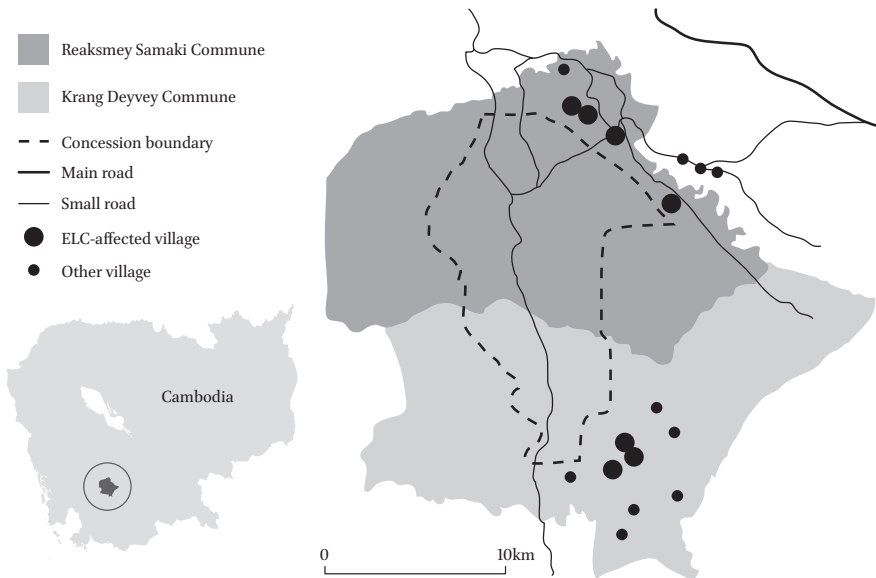 Reaksmey Samaki Commune
Krang Deyvey Commune
Concession boundary
Main road
Small road
ELC-affected village
Other village
Cambodia
0
10km